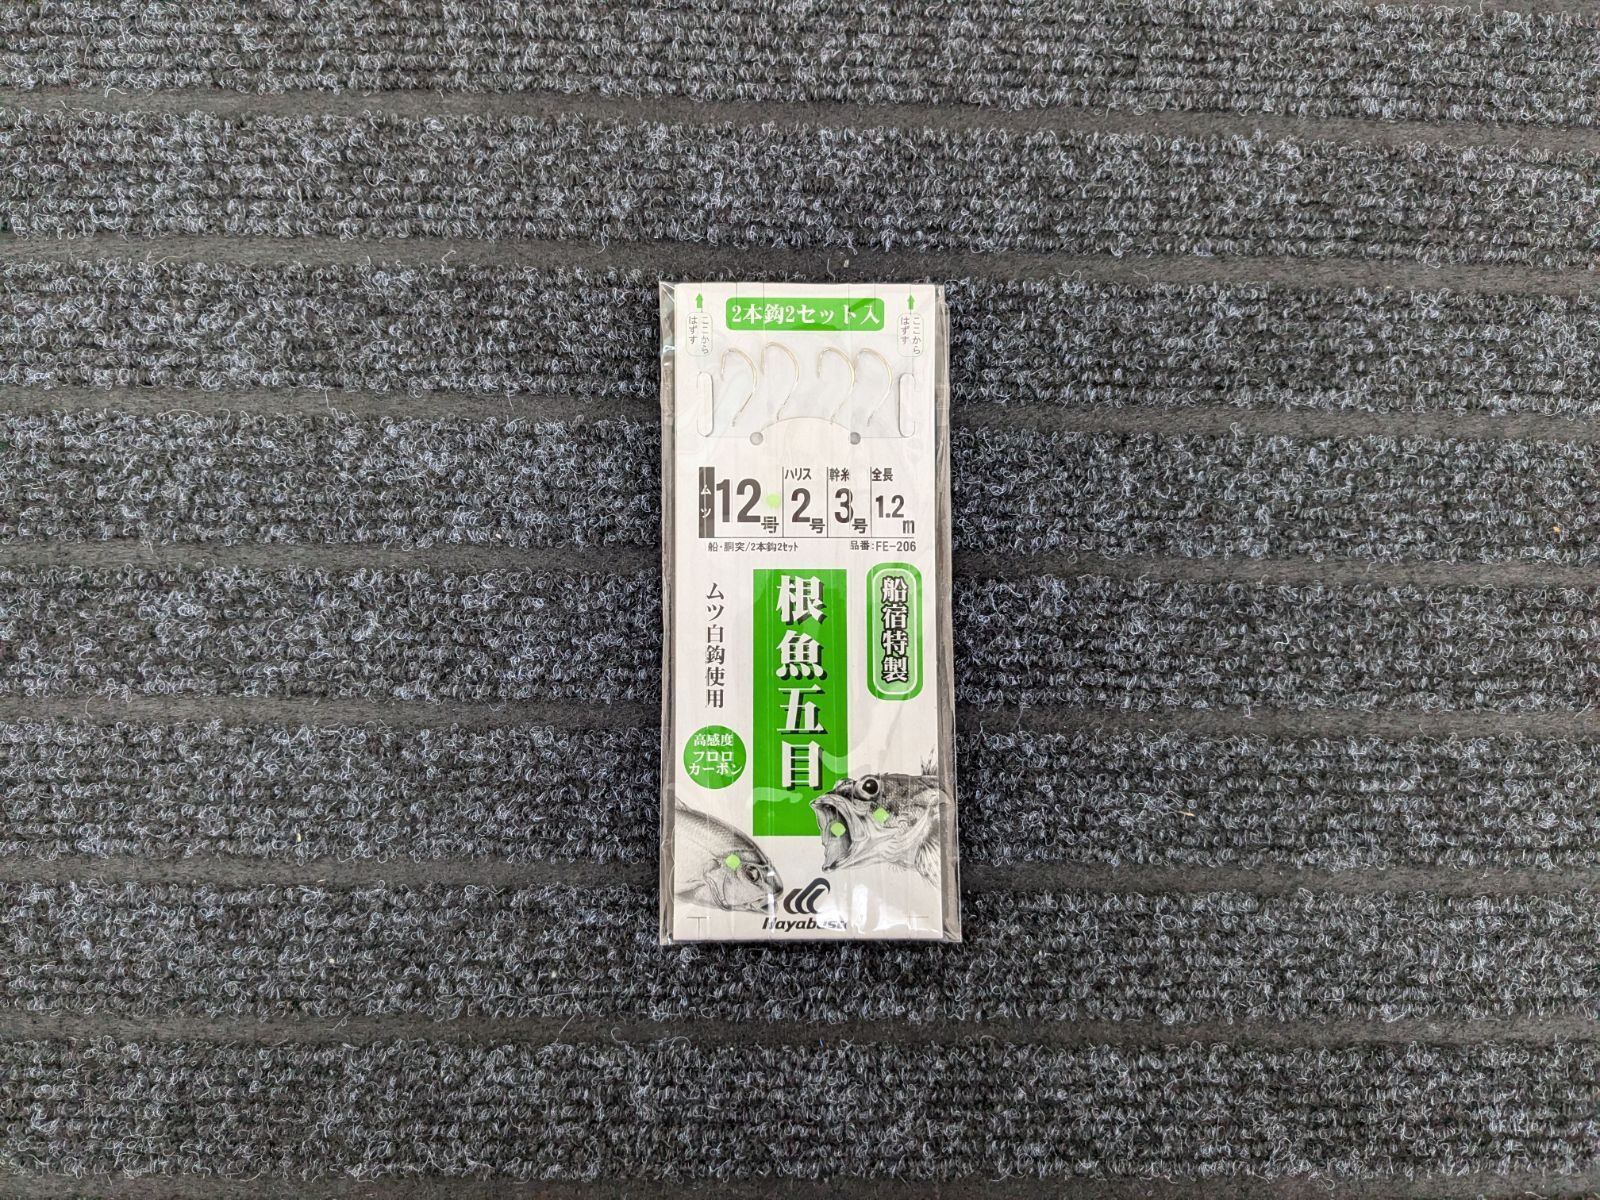 2本鈎2セット入
ここから
はずす
ここから
はずす
ムツ
12号
ハリス
2号
幹糸
3号
全長
1.2m
船・胴突/2本鈎2セット
品番:FE-206
船宿特製
根魚五目
ムツ白鈎使用
高感度
フロロ
カーボン
Hayabusa